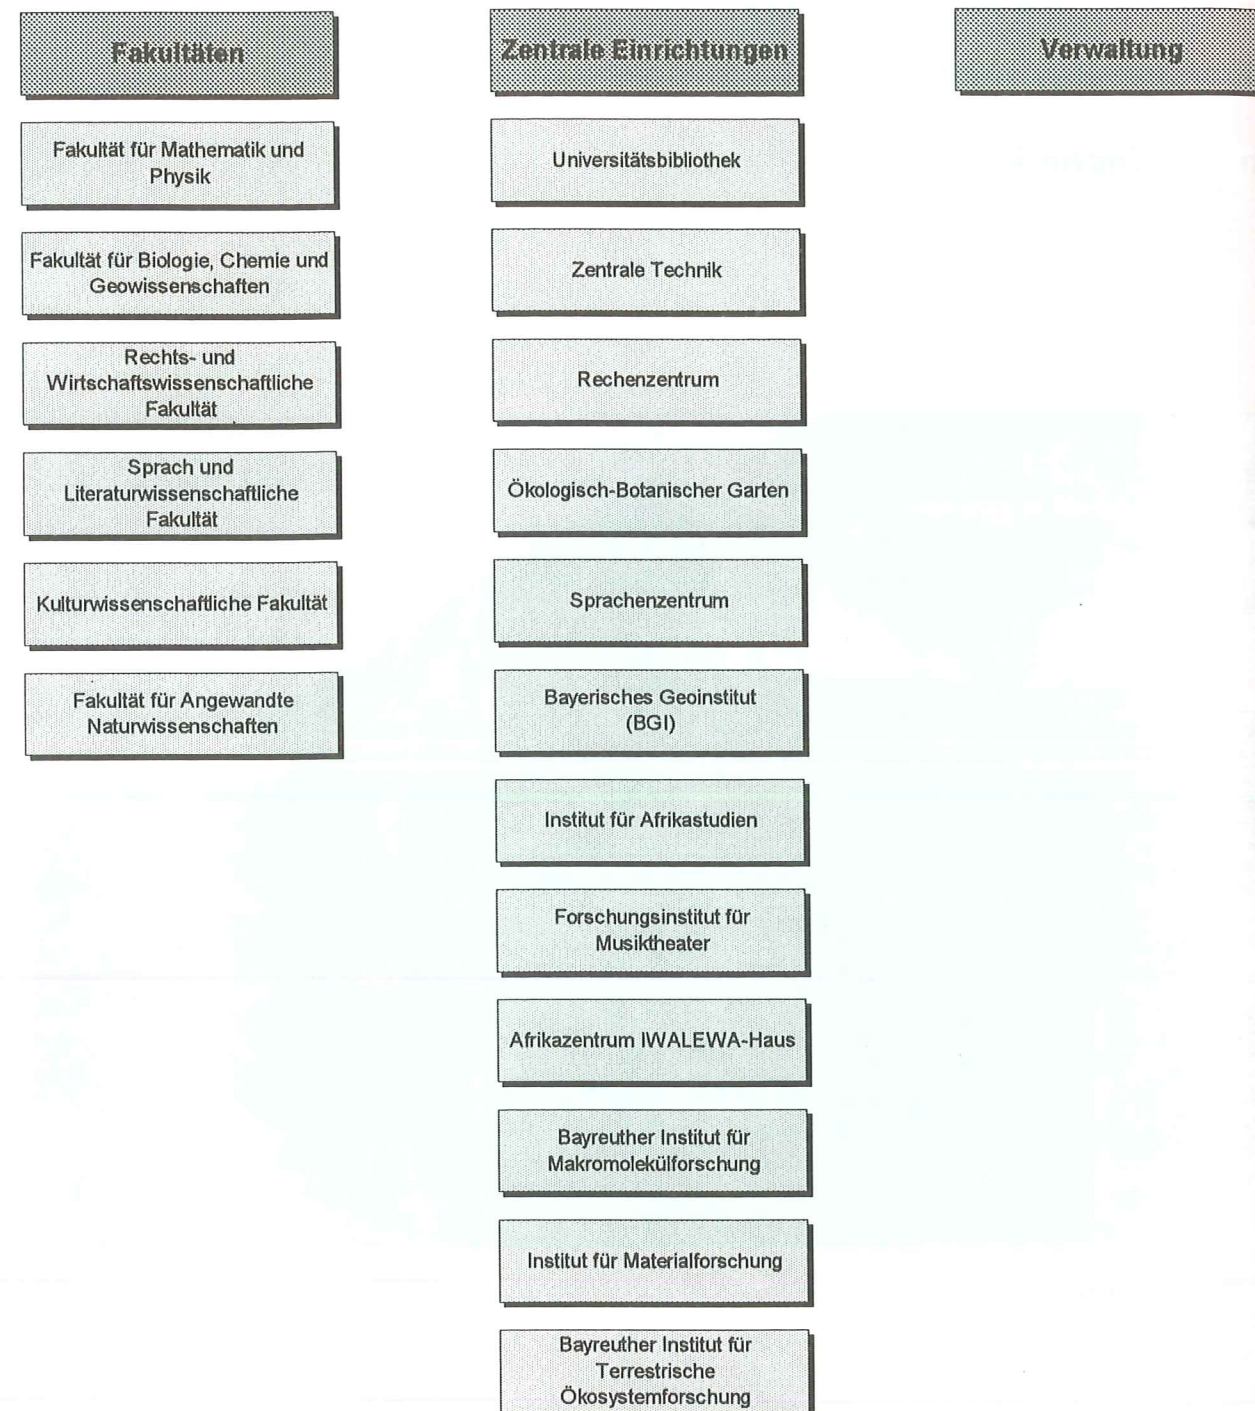 Fakultäten
Fakultät für Mathematik und
Physik
Fakultät für Biologie, Chemie und
Geowissenschaften
Rechts- und
Wirtschaftswissenschaftliche
Fakultät
Sprach und
Literaturwissenschaftliche
Fakultät
Kulturwissenschaftliche Fakultät
Fakultät für Angewandte
Naturwissenschaften
Zentrale Einrichtungen
Universitätsbibliothek
Zentrale Technik
Rechenzentrum
Ökologisch-Botanischer Garten
Sprachenzentrum
Bayerisches Geoinstitut
(BGI)
Institut für Afrikastudien
Forschungsinstitut für
Musiktheater
Afrikazentrum IWALEWA-Haus
Bayreuther Institut für
Makromolekülforschung
Institut für Materialforschung
Bayreuther Institut für
Terrestrische
Ökosystemforschung
Verwaltung